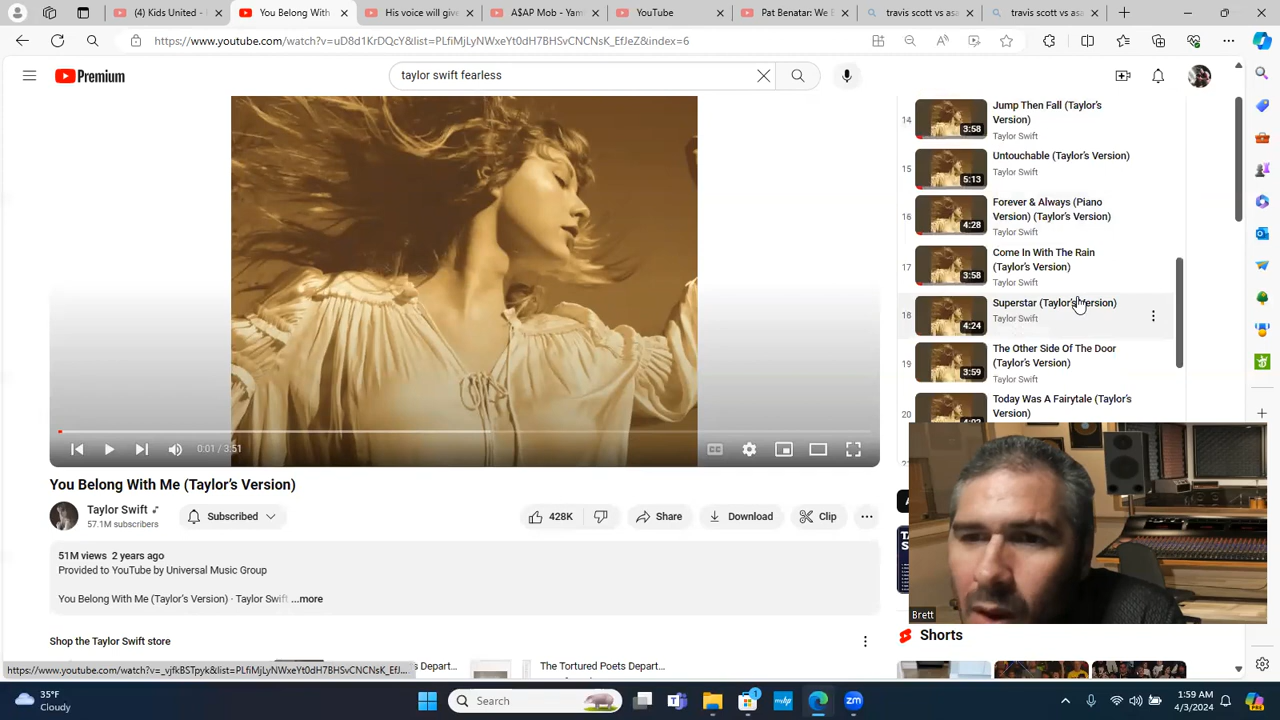 (4) Kids United -
You Belong With
His voice will give
A$AP Mob - Yam
YouTube
Pat Benatar: We B
travis scott vs asa
travis scott vs asa
https://www.youtube.com/watch?v=uD8d1KrDQcY&list=PLfiMjLyNWxeYt0dH7BHSvCNCNsK_EfJeZ&index=6
Premium
taylor swift fearless
14
Jump Then Fall (Taylor's
Version)
3:58
Taylor Swift
15
Untouchable (Taylor's Version)
5:13
Taylor Swift
16
Forever & Always (Piano
Version) (Taylor's Version)
4:28
Taylor Swift
17
Come In With The Rain
(Taylor's Version)
3:58
Taylor Swift
18
Superstar (Taylor's Version)
4:24
Taylor Swift
19
The Other Side Of The Door
(Taylor's Version)
3:59
Taylor Swift
20
Today Was A Fairytale (Taylor's
Version)
0:01 / 3:51
CC
You Belong With Me (Taylor's Version)
Taylor Swift
57.1M subscribers
Subscribed
428K
Share
Download
Clip
51M views 2 years ago
Provided to YouTube by Universal Music Group
You Belong With Me (Taylor's Version) · Taylor Swift ...more
Shop the Taylor Swift store
https://www.youtube.com/watch?v=_vjfkBSTpyk&list=PLfiMjLyNWxeYt0dH7BHSvCNCNsK_EfJ...
Depart...
The Tortured Poets Depart...
Brett
Shorts
35°F
Cloudy
Search
1
myhp
zm
1:59 AM
4/3/2024